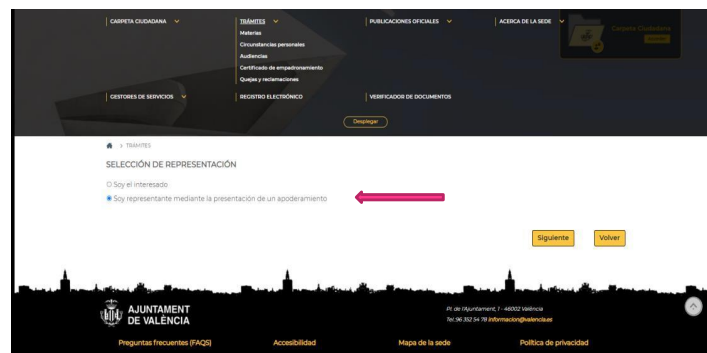 CARPETA CIUDADANA
TRÁMITES
PUBLICACIONES OFICIALES
ACERCA DE LA SEDE
Carpeta Ciudadana
Materias
Circunstancias personales
Audiencias
Certificado de empadronamiento
Quejas y reclamaciones
GESTORES DE SERVICIOS
REGISTRO ELECTRÓNICO
VERIFICADOR DE DOCUMENTOS
Desplegar
> TRÁMITES
SELECCIÓN DE REPRESENTACIÓN
Soy el interesado
Soy representante mediante la presentación de un apoderamiento
Siguiente
Volver
AJUNTAMENT
DE VALÈNCIA
Pl. de l'Ajuntament, 1 - 46002 València
Tel. 96 352 54 78 informacion@valencia.es
Preguntas frecuentes (FAQS)
Accesibilidad
Mapa de la sede
Política de privacidad